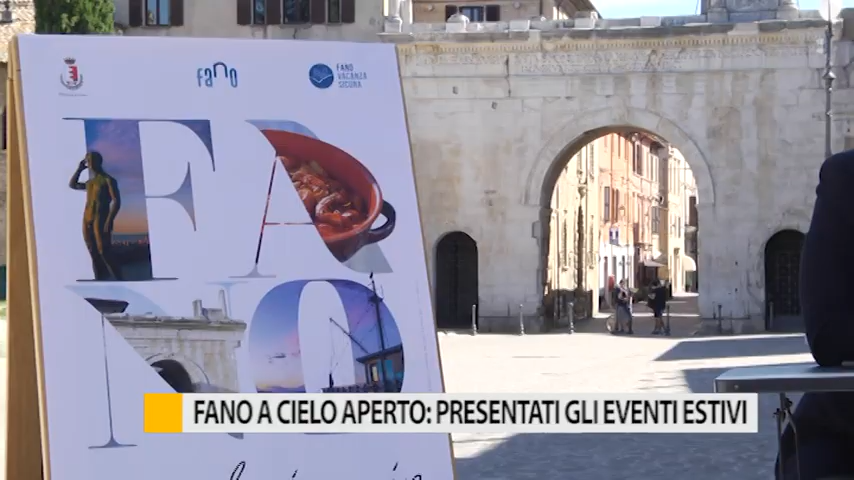 fano
FANO
VACANZA
SICURA
FA
NO
FANO A CIELO APERTO: PRESENTATI GLI EVENTI ESTIVI